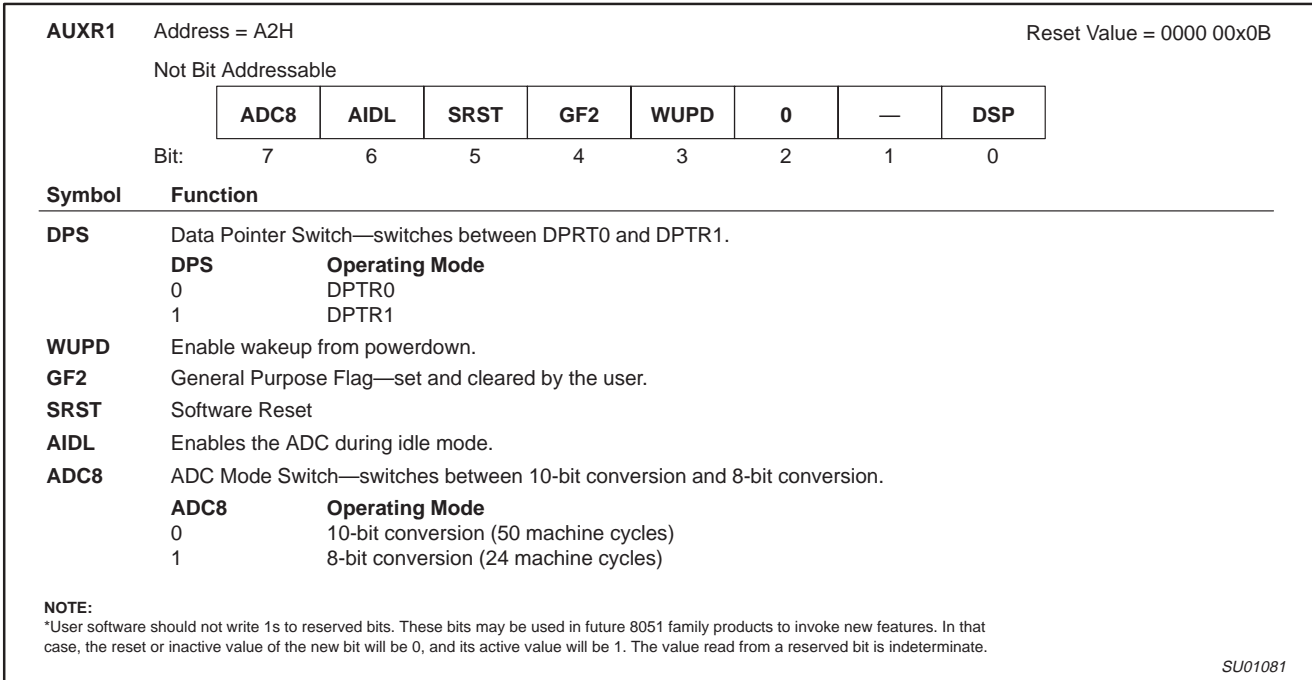 AUXR1 Address = A2H Reset Value = 0000 00x0B
Not Bit Addressable
ADC8 AIDL SRST GF2 WUPD 0 — DSP
Bit: 7 6 5 4 3 2 1 0
Symbol Function
DPS Data Pointer Switch—switches between DPRT0 and DPTR1.
DPS Operating Mode
0 DPTR0
1 DPTR1
WUPD Enable wakeup from powerdown.
GF2 General Purpose Flag—set and cleared by the user.
SRST Software Reset
AIDL Enables the ADC during idle mode.
ADC8 ADC Mode Switch—switches between 10-bit conversion and 8-bit conversion.
ADC8 Operating Mode
0 10-bit conversion (50 machine cycles)
1 8-bit conversion (24 machine cycles)
NOTE:
*User software should not write 1s to reserved bits. These bits may be used in future 8051 family products to invoke new features. In that
case, the reset or inactive value of the new bit will be 0, and its active value will be 1. The value read from a reserved bit is indeterminate.
SU01081